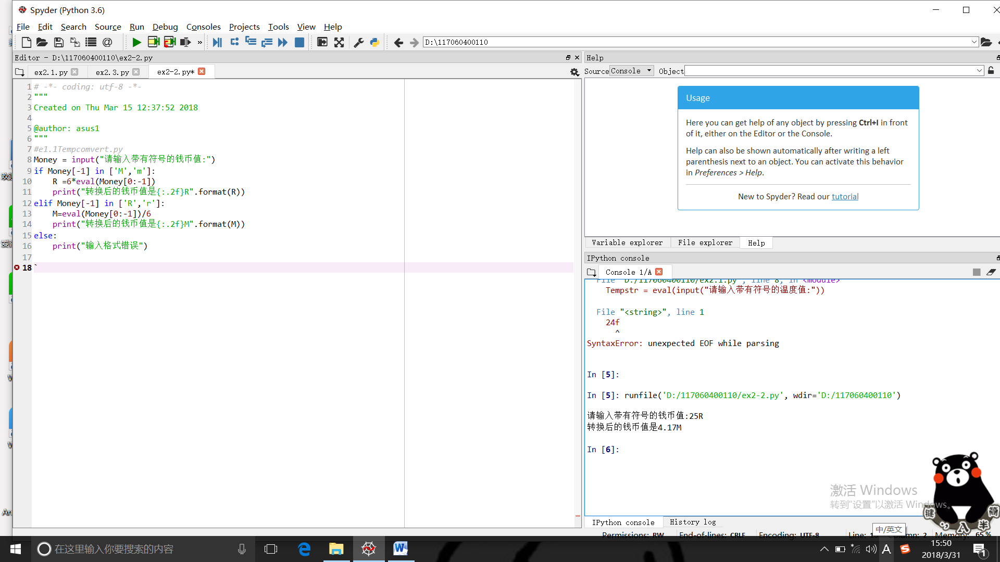 Spyder (Python 3.6)
File Edit Search Source Run Debug Consoles Projects Tools View Help
D:\117060400110
Editor - D:\117060400110\ex2-2.py
Help
ex2.1.py ex2.3.py ex2-2.py*
Source Console Object
1 # -*- coding: utf-8 -*-
2 """
3 Created on Thu Mar 15 12:37:52 2018
4
5 @author: asus1
6 """
7 #e1.1Tempcomvert.py
8 Money = input("请输入带有符号的钱币值:")
9 if Money[-1] in ['M','m']:
10 R =6*eval(Money[0:-1])
11 print("转换后的钱币值是{:.2f}R".format(R))
12 elif Money[-1] in ['R','r']:
13 M=eval(Money[0:-1])/6
14 print("转换后的钱币值是{:.2f}M".format(M))
15 else:
16 print("输入格式错误")
17
18 `
Usage
Here you can get help of any object by pressing Ctrl+I in front
of it, either on the Editor or the Console.
Help can also be shown automatically after writing a left
parenthesis next to an object. You can activate this behavior
in Preferences > Help.
New to Spyder? Read our tutorial
Variable explorer File explorer Help
IPython console
Console 1/A
File "D:/117060400110/ex2.1.py", line 8, in <module>
Tempstr = eval(input("请输入带有符号的温度值:"))
File "<string>", line 1
24f
^
SyntaxError: unexpected EOF while parsing
In [5]:
In [5]: runfile('D:/117060400110/ex2-2.py', wdir='D:/117060400110')
请输入带有符号的钱币值:25R
转换后的钱币值是4.17M
In [6]:
激活 Windows
转到“设置”以激活 Windows。
键 简
半
IPython console History log
中/英文
Permissions: RW End-of-lines: CRLF Encoding: UTF-8 Line: 18 Column: 2 Memory: 65 %
在这里输入你要搜索的内容
A
15:50
2018/3/31
1